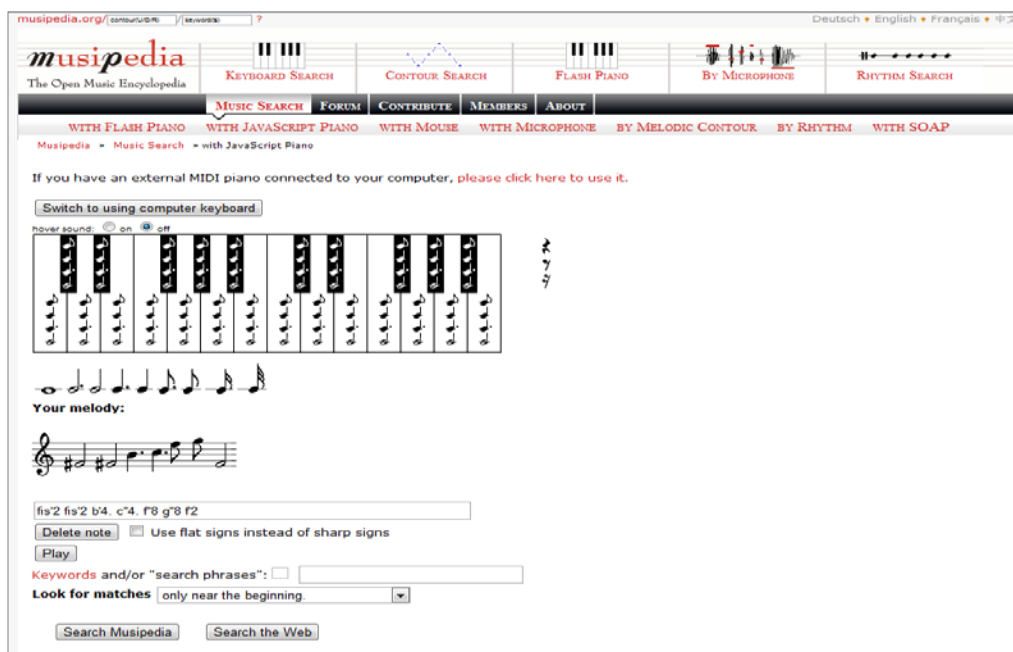 musipedia.org/ contour(U/D/R) / keyword(s) ?
Deutsch • English • Français • 中文
musipedia
The Open Music Encyclopedia
KEYBOARD SEARCH CONTOUR SEARCH FLASH PIANO BY MICROPHONE RHYTHM SEARCH
MUSIC SEARCH FORUM CONTRIBUTE MEMBERS ABOUT
WITH FLASH PIANO WITH JAVASCRIPT PIANO WITH MOUSE WITH MICROPHONE BY MELODIC CONTOUR BY RHYTHM WITH SOAP
Musipedia » Music Search » with JavaScript Piano
If you have an external MIDI piano connected to your computer, please click here to use it.
Switch to using computer keyboard
hover sound: on off
Your melody:
fis'2 fis'2 b'4. c''4. f''8 g''8 f'2
Delete note Use flat signs instead of sharp signs
Play
Keywords and/or "search phrases":
Look for matches only near the beginning.
Search Musipedia Search the Web